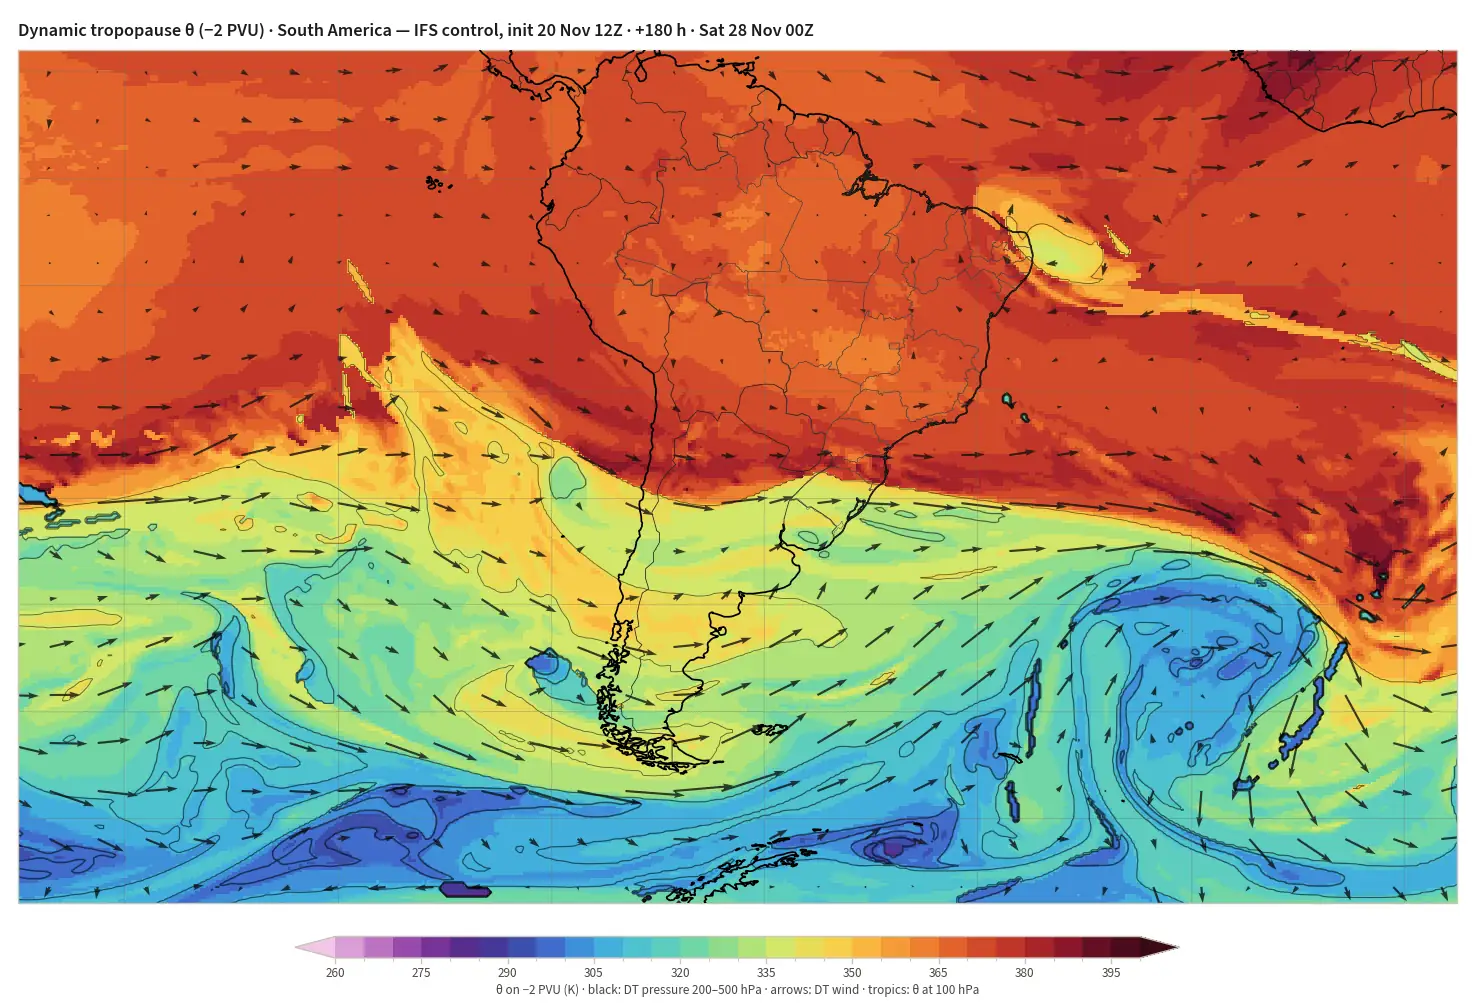 Dynamic tropopause θ (−2 PVU) · South America — IFS control, init 20 Nov 12Z · +180 h · Sat 28 Nov 00Z
260 275 290 305 320 335 350 365 380 395
θ on −2 PVU (K) · black: DT pressure 200–500 hPa · arrows: DT wind · tropics: θ at 100 hPa